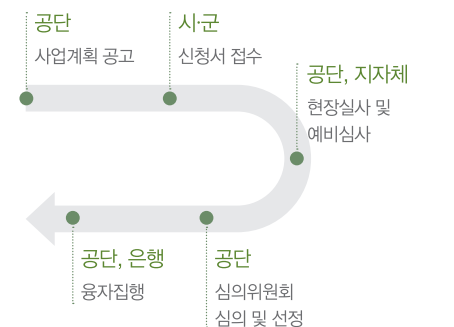 공단
사업계획 공고
시·군
신청서 접수
공단, 지자체
현장실사 및
예비심사
공단
심의위원회
심의 및 선정
공단, 은행
융자집행